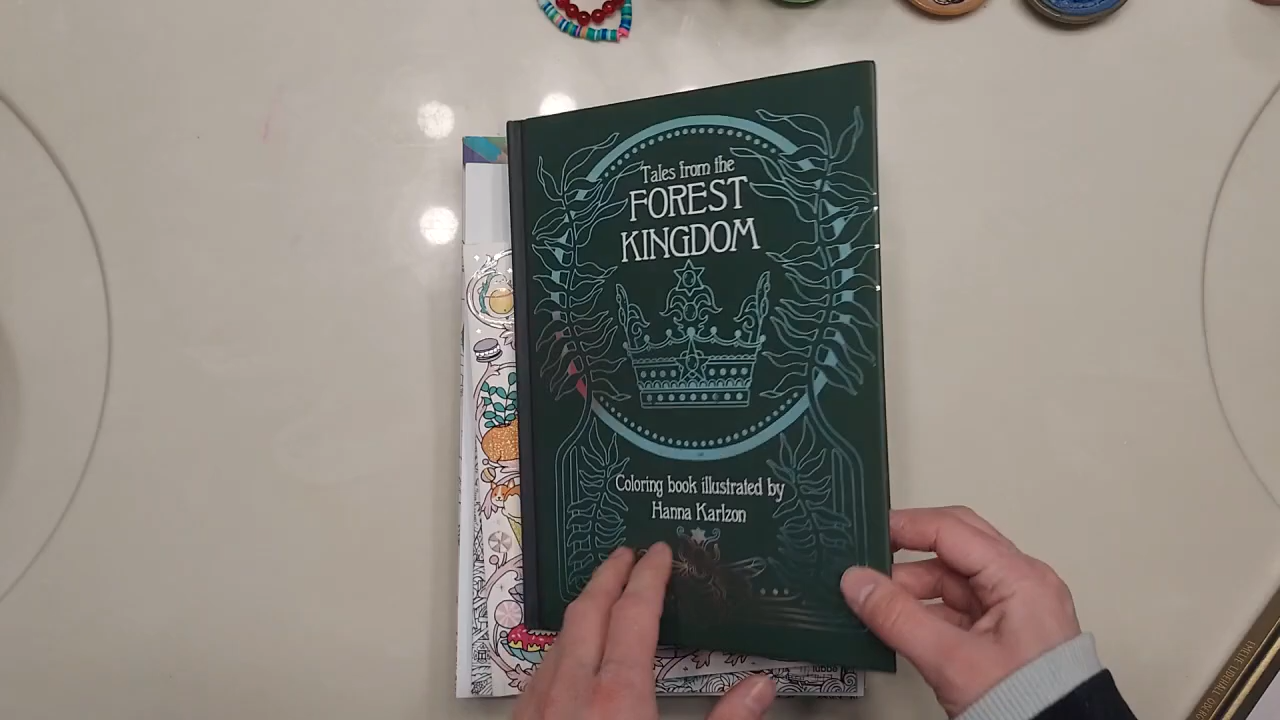 Tales from the
FOREST
KINGDOM
Coloring book illustrated by
Hanna Karlzon